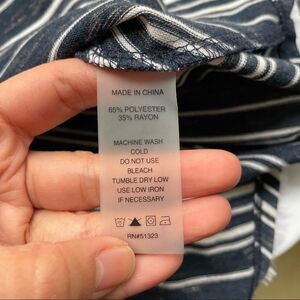 MADE IN CHINA
65% POLYESTER
35% RAYON
MACHINE WASH
COLD
DO NOT USE
BLEACH
TUMBLE DRY LOW
USE LOW IRON
IF NECESSARY
RN#51323